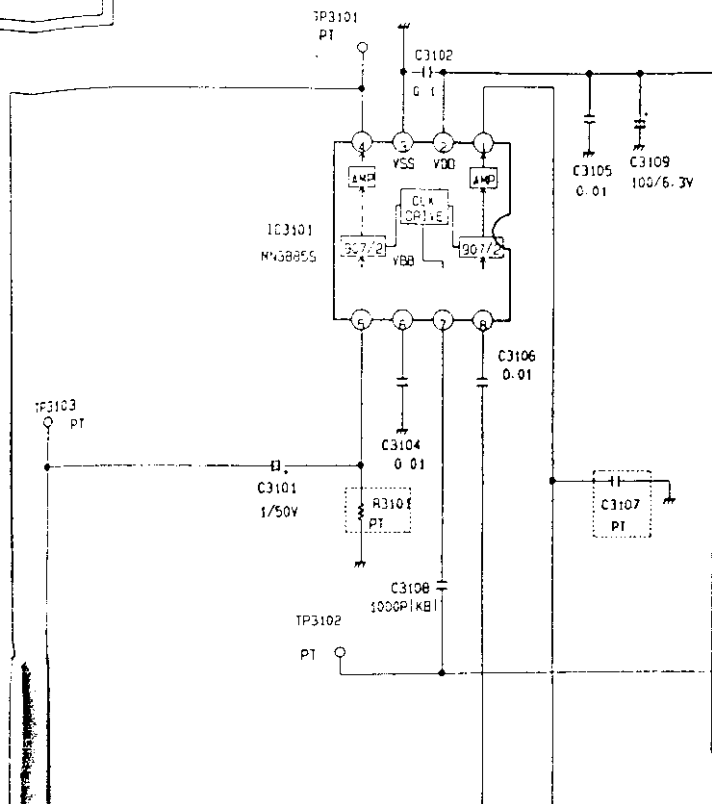 TP3101
PT
C3102
0.1
4
3
2
1
VSS
VDD
AMP
AMP
C3105
0.01
C3109
100/6.3V
CLK
DRIVE
IC3101
MN3885S
907/2
VBB
907/2
5
6
7
8
C3106
0.01
TP3103
PT
C3104
0.01
C3101
1/50V
R3101
PT
C3107
PT
C3108
1000P(KB)
TP3102
PT